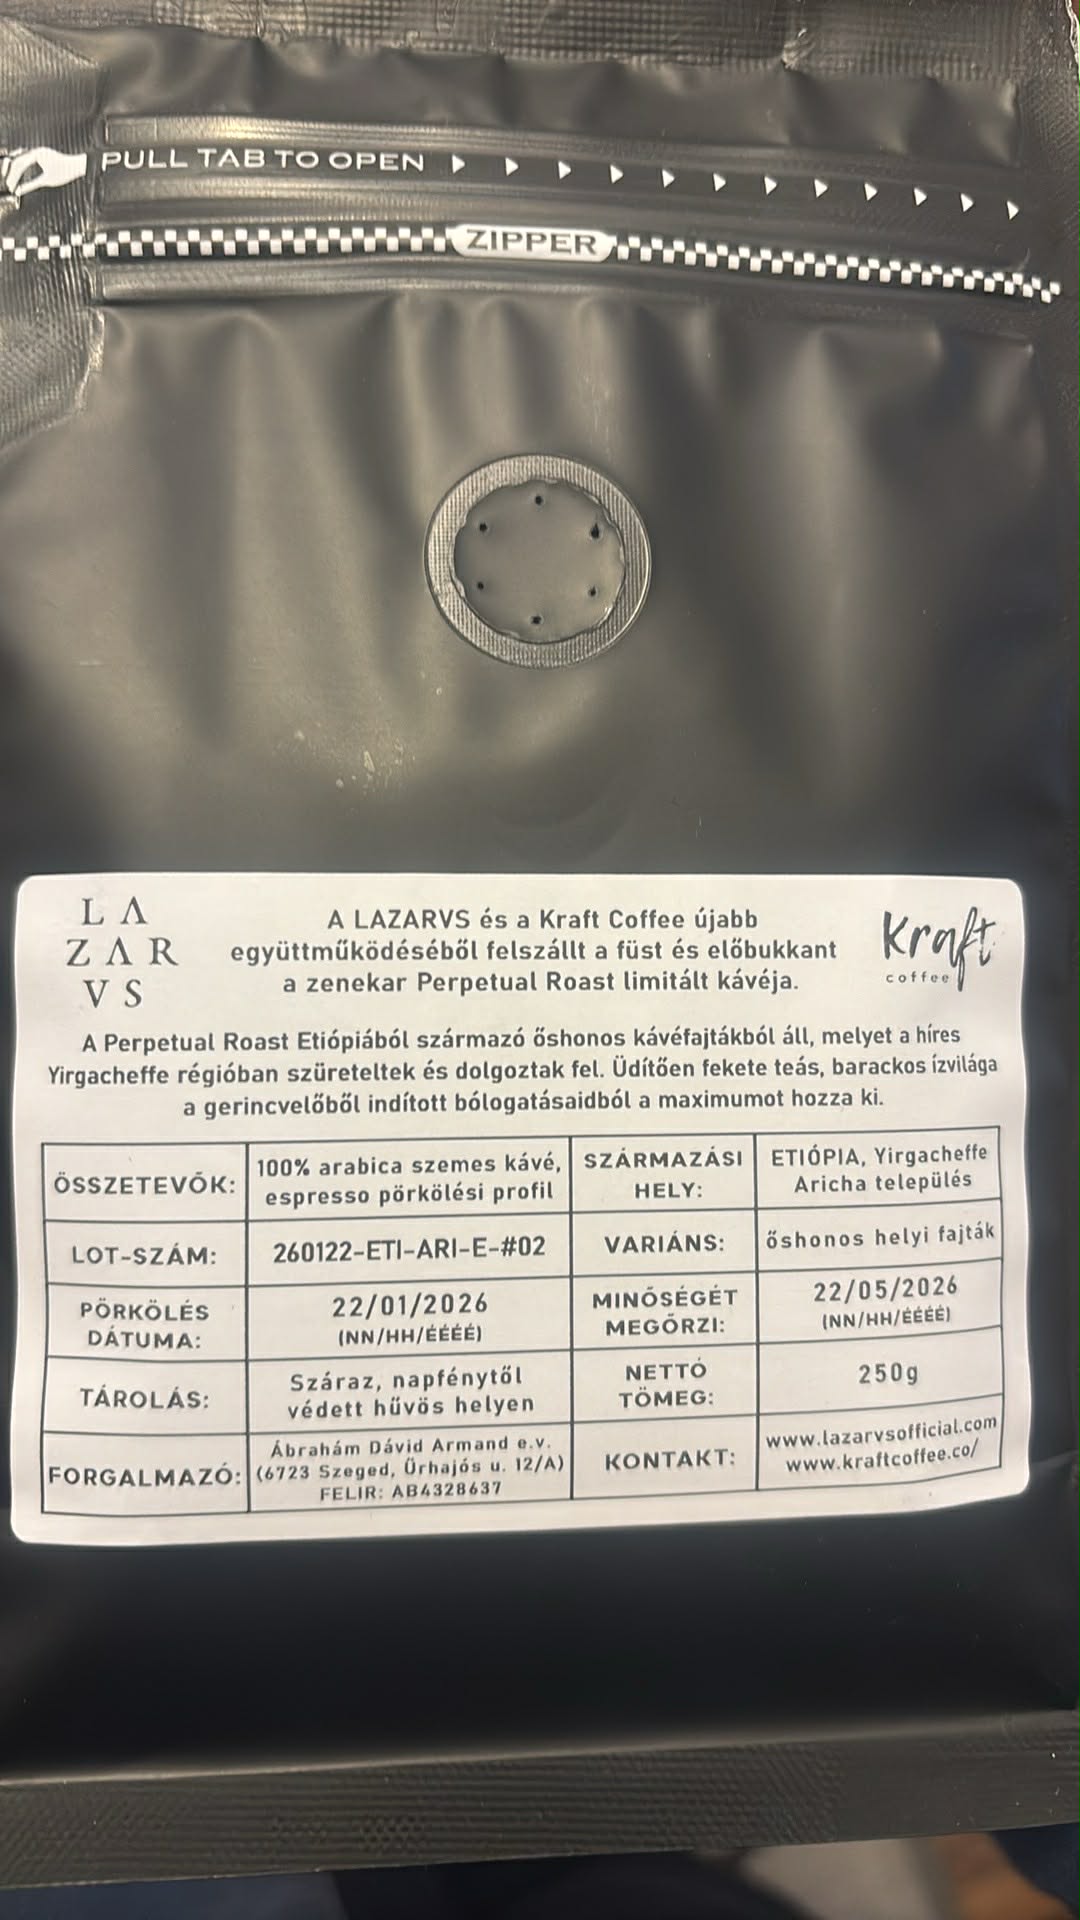 PULL TAB TO OPEN
ZIPPER
LΛ
ZΛR
VS
A LAZARVS és a Kraft Coffee újabb
együttműködéséből felszállt a füst és előbukkant
a zenekar Perpetual Roast limitált kávéja.
Kraft
coffee
A Perpetual Roast Etiópiából származó őshonos kávéfajtákból áll, melyet a híres
Yirgacheffe régióban szüreteltek és dolgoztak fel. Üdítően fekete teás, barackos ízvilága
a gerincvelőből indított bólogatásaidból a maximumot hozza ki.
ÖSSZETEVŐK:
100% arabica szemes kávé,
espresso pörkölési profil
SZÁRMAZÁSI
HELY:
ETIÓPIA, Yirgacheffe
Aricha település
LOT-SZÁM:
260122-ETI-ARI-E-#02
VARIÁNS:
őshonos helyi fajták
PÖRKÖLÉS
DÁTUMA:
22/01/2026
(NN/HH/ÉÉÉÉ)
MINŐSÉGÉT
MEGŐRZI:
22/05/2026
(NN/HH/ÉÉÉÉ)
TÁROLÁS:
Száraz, napfénytől
védett hűvös helyen
NETTÓ
TÖMEG:
250g
FORGALMAZÓ:
Ábrahám Dávid Armand e.v.
(6723 Szeged, Űrhajós u. 12/A)
FELIR: AB4328637
KONTAKT:
www.lazarvsofficial.com
www.kraftcoffee.co/